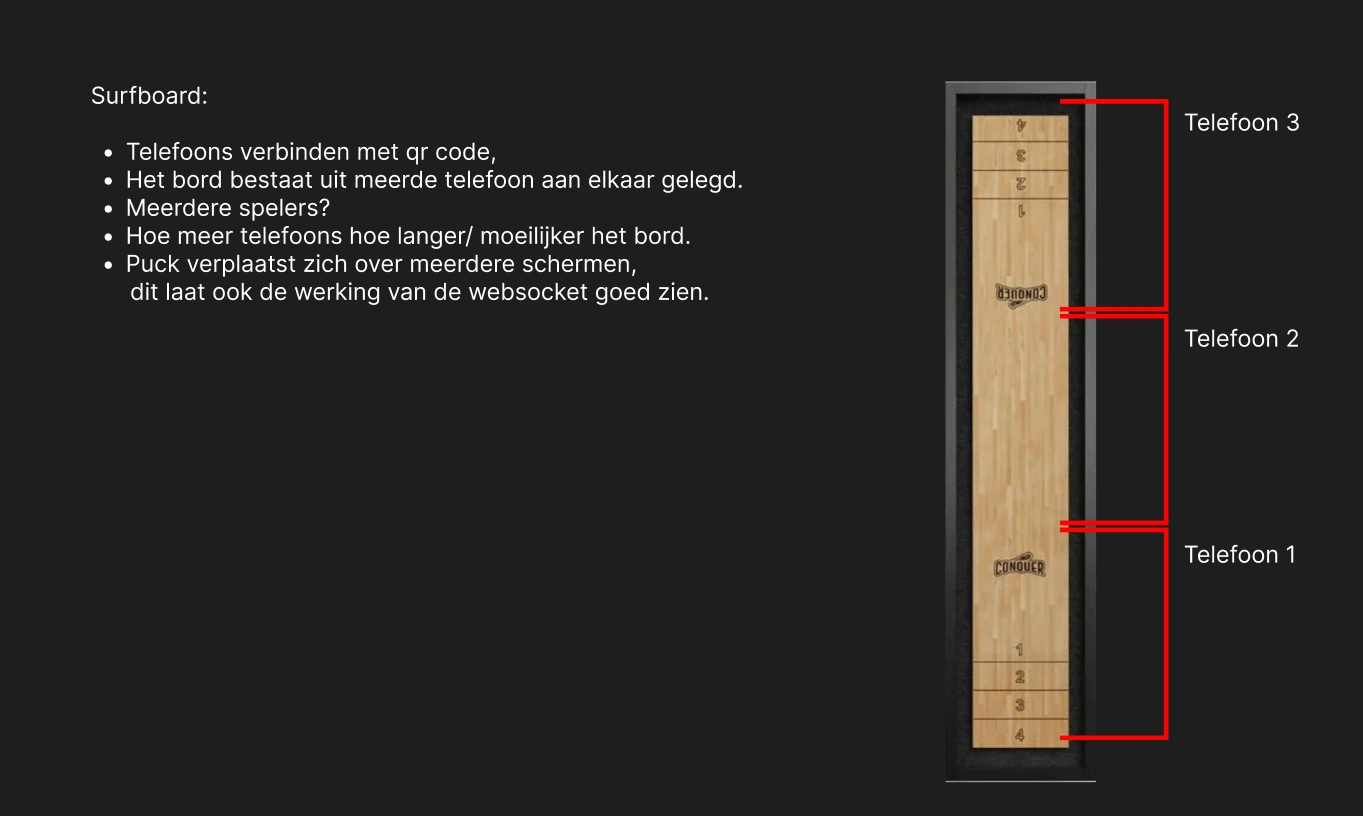 Surfboard:
Telefoons verbinden met qr code,
Het bord bestaat uit meerde telefoon aan elkaar gelegd.
Meerdere spelers?
Hoe meer telefoons hoe langer/ moeilijker het bord.
Puck verplaatst zich over meerdere schermen,
dit laat ook de werking van de websocket goed zien.
4
3
2
1
CONQUER
CONQUER
1
2
3
4
Telefoon 3
Telefoon 2
Telefoon 1